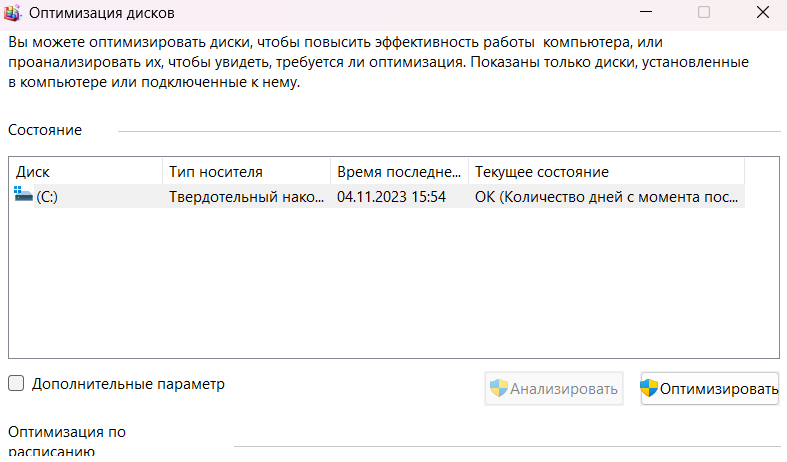 Оптимизация дисков
Вы можете оптимизировать диски, чтобы повысить эффективность работы компьютера, или
проанализировать их, чтобы увидеть, требуется ли оптимизация. Показаны только диски, установленные
в компьютере или подключенные к нему.
Состояние
Диск Тип носителя Время последне... Текущее состояние
(C:) Твердотельный нако... 04.11.2023 15:54 ОК (Количество дней с момента пос...
Дополнительные параметр Анализировать Оптимизировать
Оптимизация по
расписанию